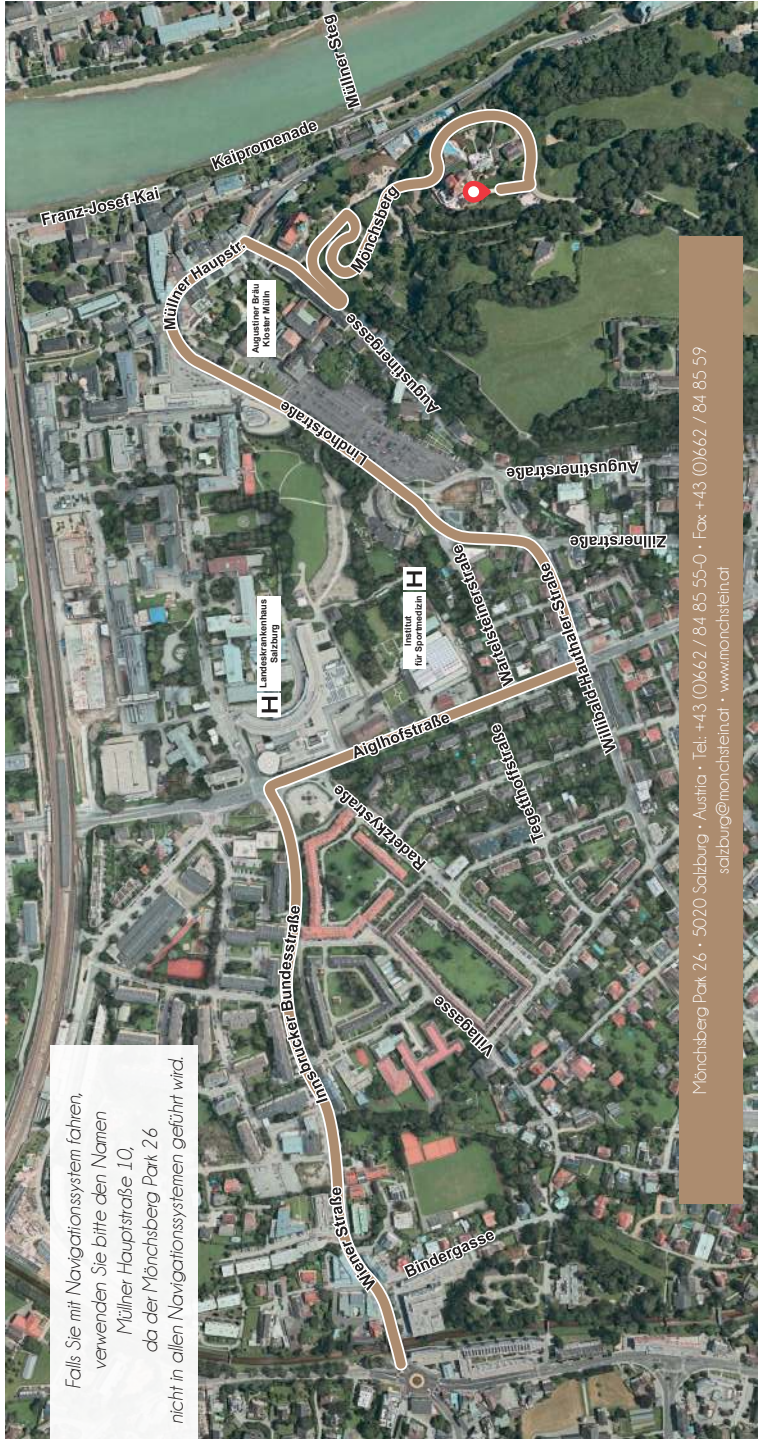 Falls Sie mit Navigationssystem fahren,
verwenden Sie bitte den Namen
Müllner Hauptstraße 10,
da der Mönchsberg Park 26
nicht in allen Navigationssystemen geführt wird.
Wiener Straße
Bindergasse
Innsbrucker Bundesstraße
Villagasse
Radetzkystraße
Tegetthoffstraße
Aiglhofstraße
H
Landeskrankenhaus
Salzburg
H
Institut
für Sportmedizin
Wartelsteinerstraße
Willibald-Hauthaler-Straße
Zillnerstraße
Augustinerstraße
Lindhofstraße
Augustinergasse
Augustiner Bräu
Kloster Mülln
Müllner Haupstr.
Mönchsberg
Franz-Josef-Kai
Kaipromenade
Müllner Steg
Mönchsberg Park 26 • 5020 Salzburg • Austria • Tel.: +43 (0)662 / 84 85 55-0 • Fax: +43 (0)662 / 84 85 59
salzburg@monchstein.at • www.monchstein.at